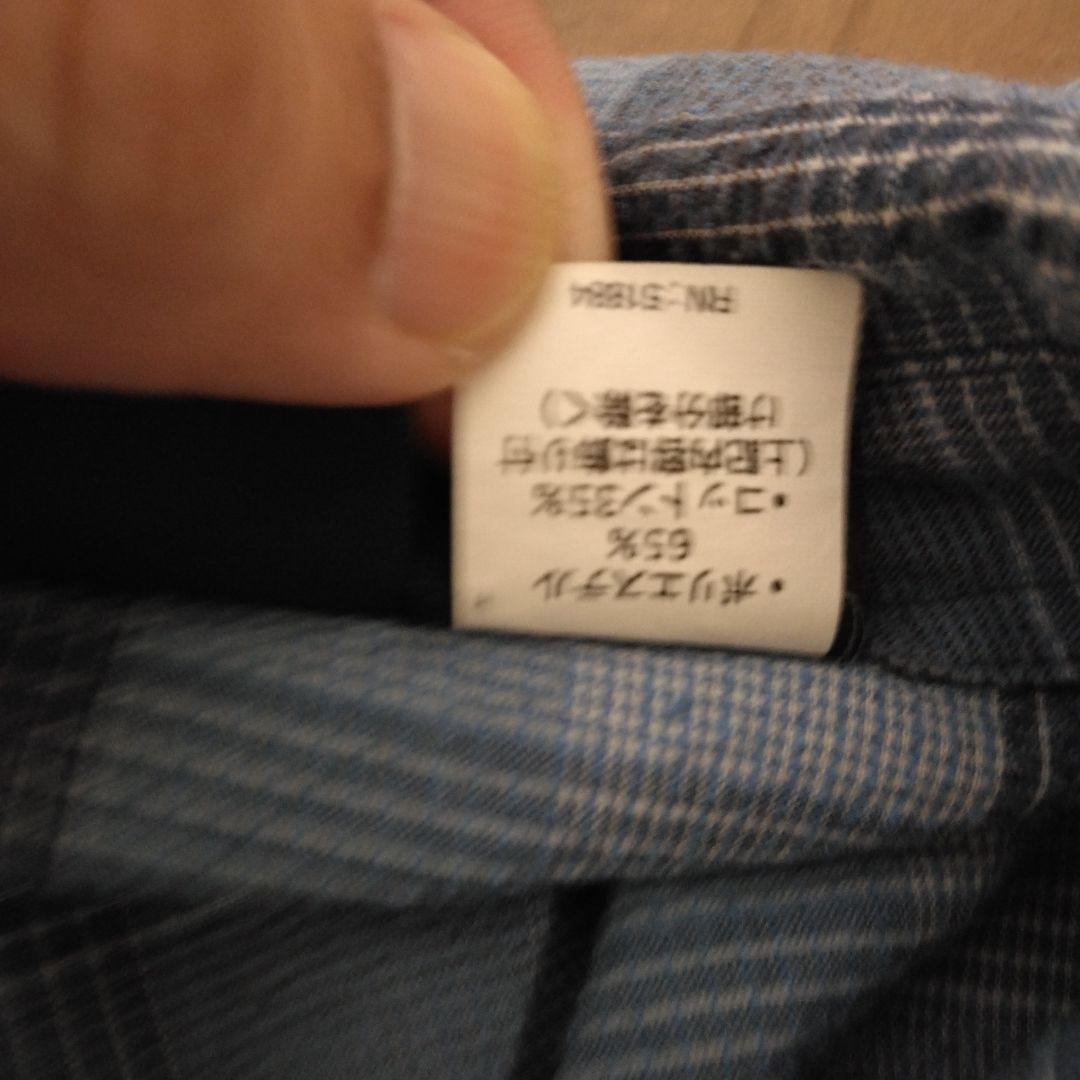 ・ポリエステル
65%
・コットン35%
(上記内容は飾り付
け部分を除く)
RN:51884